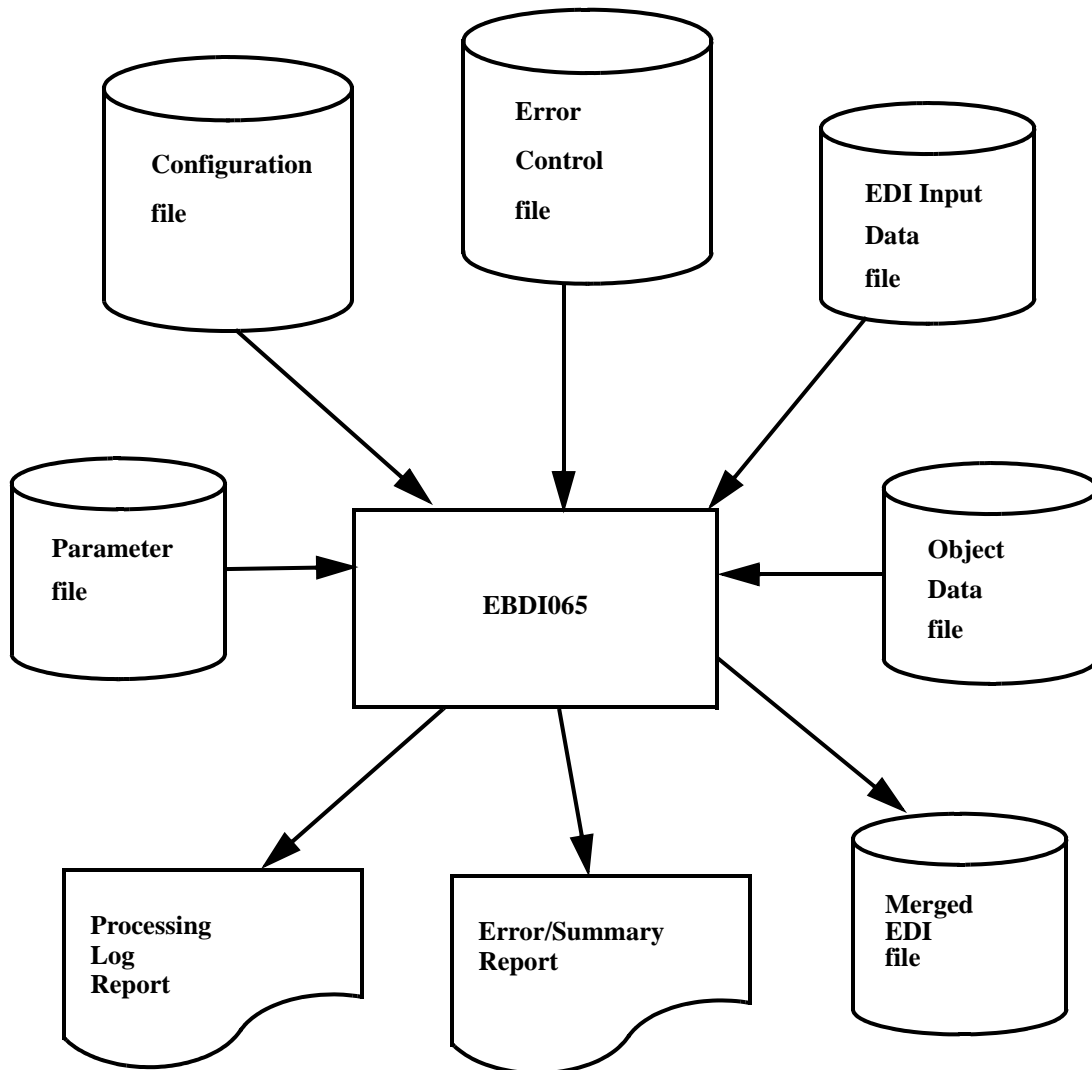 Configuration
file
Error
Control
file
EDI Input
Data
file
Parameter
file
EBDI065
Object
Data
file
Processing
Log
Report
Error/Summary
Report
Merged
EDI
file